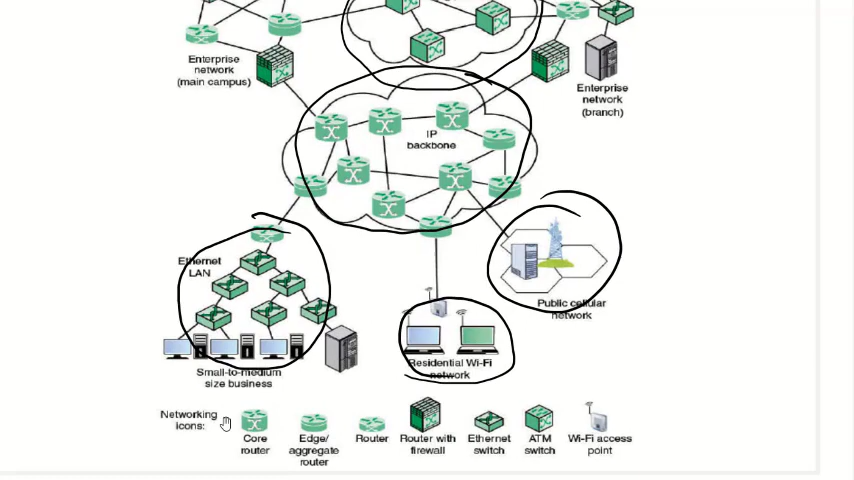 Enterprise
network
(main campus)
Enterprise
network
(branch)
IP
backbone
Ethernet
LAN
Public cellular
network
Residential Wi-Fi
network
Small-to-medium
size business
Networking
icons:
Core
router
Edge/
aggregate
router
Router
Router with
firewall
Ethernet
switch
ATM
switch
Wi-Fi access
point